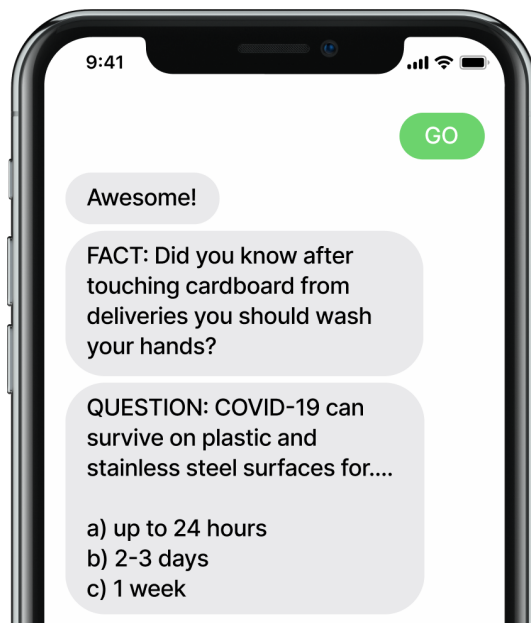 9:41
GO
Awesome!
FACT: Did you know after
touching cardboard from
deliveries you should wash
your hands?
QUESTION: COVID-19 can
survive on plastic and
stainless steel surfaces for....
a) up to 24 hours
b) 2-3 days
c) 1 week